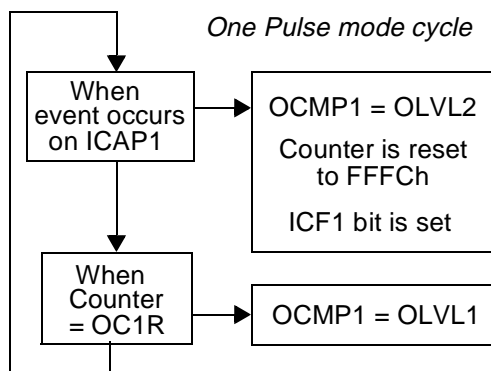 One Pulse mode cycle
When
event occurs
on ICAP1
OCMP1 = OLVL2
Counter is reset
to FFFCh
ICF1 bit is set
When
Counter
= OC1R
OCMP1 = OLVL1